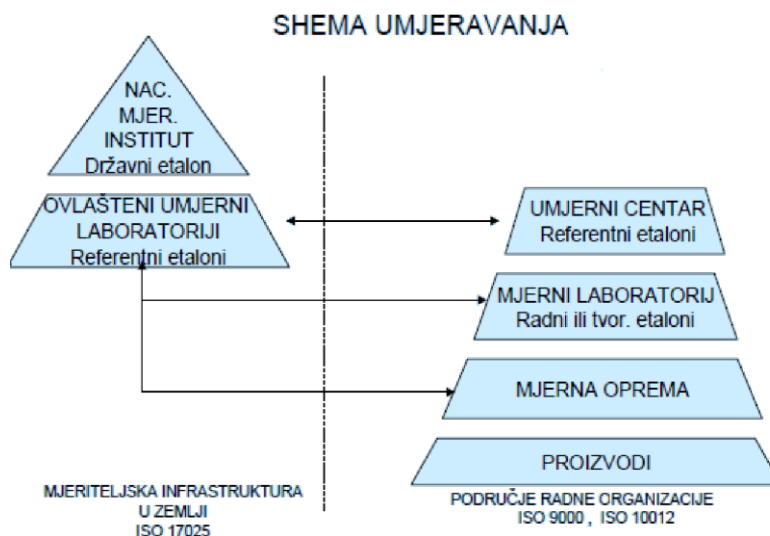 SHEMA UMJERAVANJA
NAC.
MJER.
INSTITUT
Državni etalon
OVLAŠTENI UMJERNI
LABORATORIJI
Referentni etaloni
UMJERNI CENTAR
Referentni etaloni
MJERNI LABORATORIJ
Radni ili tvor. etaloni
MJERNA OPREMA
PROIZVODI
MJERITELJSKA INFRASTRUKTURA
U ZEMLJI
ISO 17025
PODRUČJE RADNE ORGANIZACIJE
ISO 9000 , ISO 10012